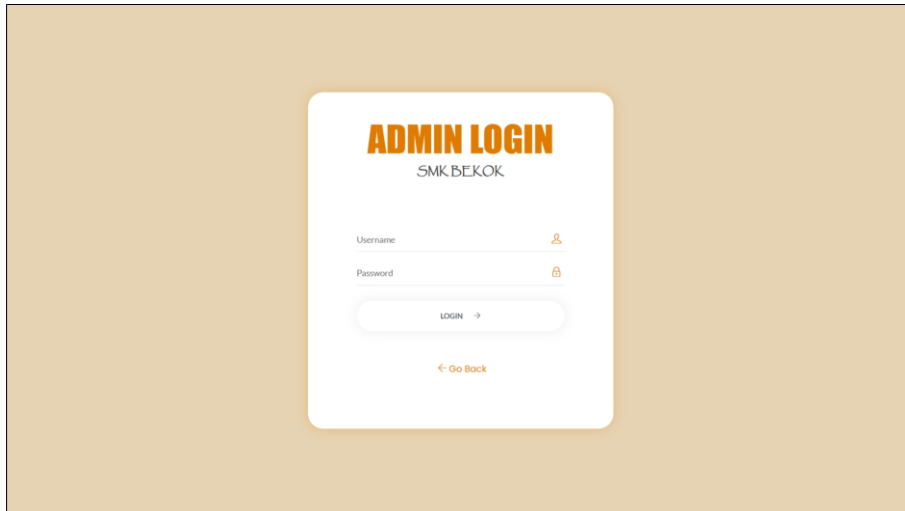 ADMIN LOGIN
SMK BEKOK
Username
Password
LOGIN →
← Go Back